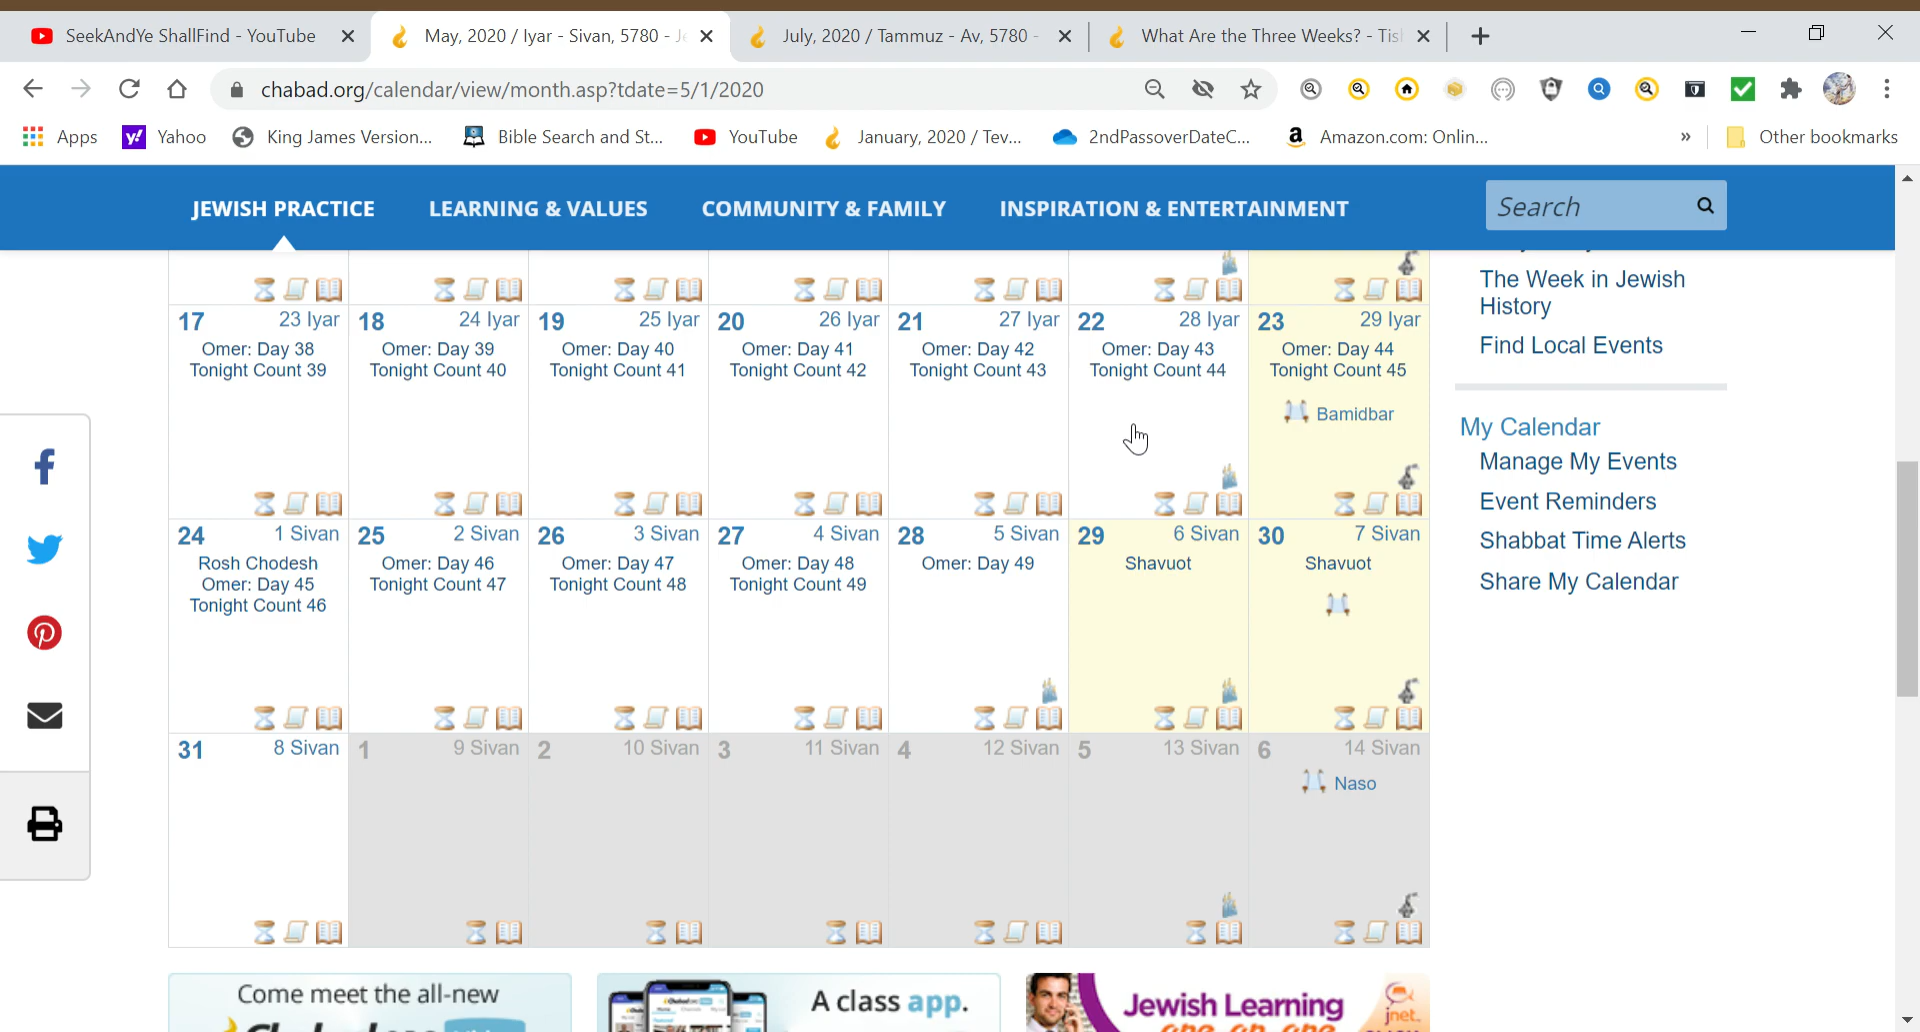 SeekAndYe ShallFind - YouTube
May, 2020 / Iyar - Sivan, 5780 - Je
July, 2020 / Tammuz - Av, 5780 -
What Are the Three Weeks? - Tis
chabad.org/calendar/view/month.asp?tdate=5/1/2020
Apps
Yahoo
King James Version...
Bible Search and St...
YouTube
January, 2020 / Tev...
2ndPassoverDateC...
Amazon.com: Onlin...
»
Other bookmarks
JEWISH PRACTICE
LEARNING & VALUES
COMMUNITY & FAMILY
INSPIRATION & ENTERTAINMENT
Search
17 23 Iyar
Omer: Day 38
Tonight Count 39
18 24 Iyar
Omer: Day 39
Tonight Count 40
19 25 Iyar
Omer: Day 40
Tonight Count 41
20 26 Iyar
Omer: Day 41
Tonight Count 42
21 27 Iyar
Omer: Day 42
Tonight Count 43
22 28 Iyar
Omer: Day 43
Tonight Count 44
23 29 Iyar
Omer: Day 44
Tonight Count 45
Bamidbar
24 1 Sivan
Rosh Chodesh
Omer: Day 45
Tonight Count 46
25 2 Sivan
Omer: Day 46
Tonight Count 47
26 3 Sivan
Omer: Day 47
Tonight Count 48
27 4 Sivan
Omer: Day 48
Tonight Count 49
28 5 Sivan
Omer: Day 49
29 6 Sivan
Shavuot
30 7 Sivan
Shavuot
31 8 Sivan
1 9 Sivan
2 10 Sivan
3 11 Sivan
4 12 Sivan
5 13 Sivan
6 14 Sivan
Naso
The Week in Jewish
History
Find Local Events
My Calendar
Manage My Events
Event Reminders
Shabbat Time Alerts
Share My Calendar
Come meet the all-new
A class app.
Jewish Learning
jnet.